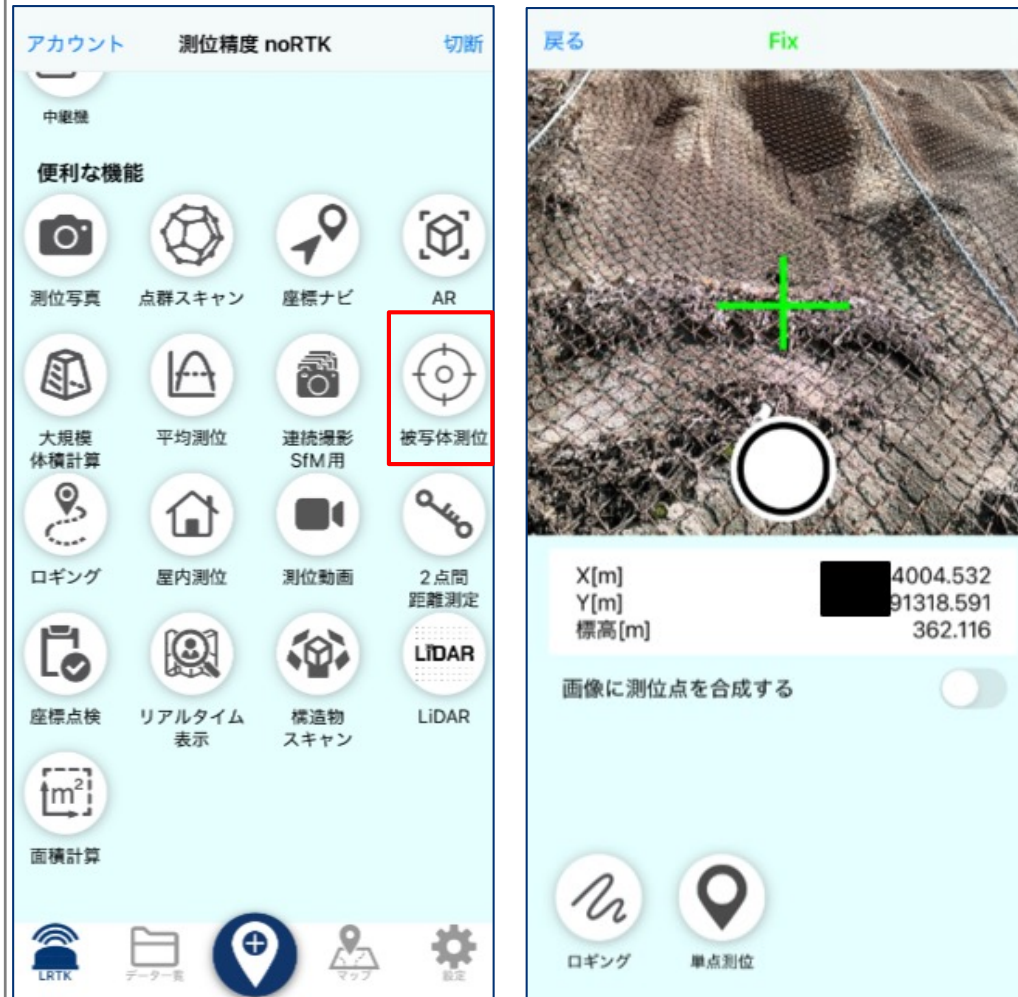 アカウント
測位精度 noRTK
切断
中継機
便利な機能
測位写真
点群スキャン
座標ナビ
AR
大規模
体積計算
平均測位
連続撮影
SfM用
被写体測位
ロギング
屋内測位
測位動画
2点間
距離測定
座標点検
リアルタイム
表示
構造物
スキャン
LiDAR
LiDAR
m²
面積計算
LRTK
データ一覧
マップ
設定
戻る
Fix
X[m]
4004.532
Y[m]
91318.591
標高[m]
362.116
画像に測位点を合成する
ロギング
単点測位